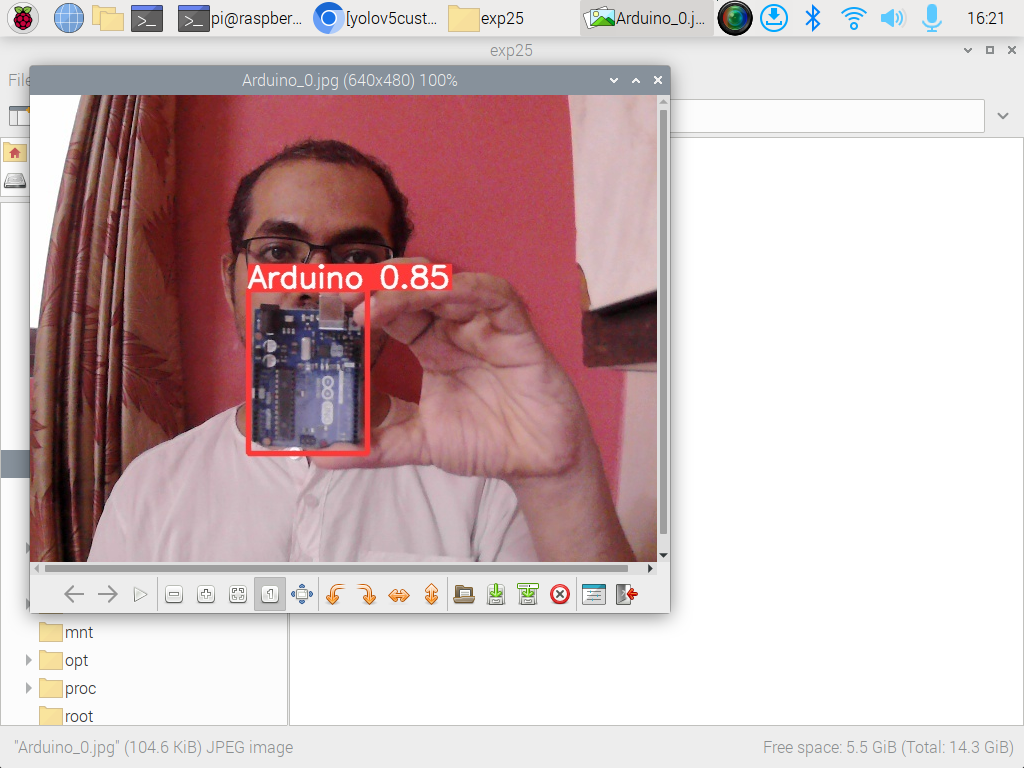 pi@raspber...
[yolov5cust...
exp25
Arduino_0.j...
16:21
exp25
File
Arduino_0.jpg (640x480) 100%
Arduino 0.85
1
mnt
opt
proc
root
"Arduino_0.jpg" (104.6 KiB) JPEG image
Free space: 5.5 GiB (Total: 14.3 GiB)